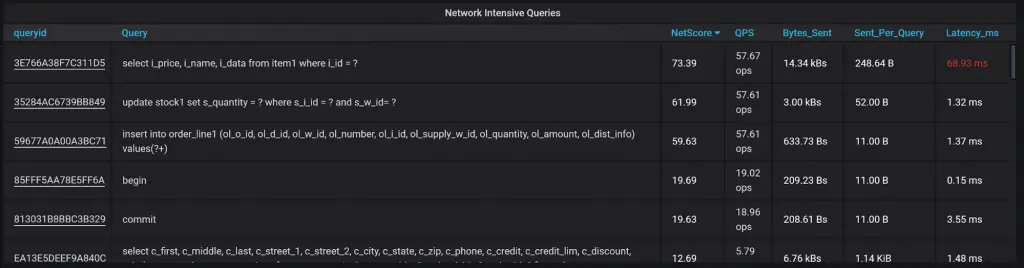 Network Intensive Queries
queryid Query NetScore QPS Bytes_Sent Sent_Per_Query Latency_ms
3E766A38F7C311D5 select i_price, i_name, i_data from item1 where i_id = ? 73.39 57.67 ops 14.34 kBs 248.64 B 68.93 ms
35284AC6739BB849 update stock1 set s_quantity = ? where s_i_id = ? and s_w_id= ? 61.99 57.61 ops 3.00 kBs 52.00 B 1.32 ms
59677A0A00A3BC71 insert into order_line1 (ol_o_id, ol_d_id, ol_w_id, ol_number, ol_i_id, ol_supply_w_id, ol_quantity, ol_amount, ol_dist_info) values(?+) 59.63 57.61 ops 633.73 Bs 11.00 B 1.37 ms
85FFF5AA78E5FF6A begin 19.69 19.02 ops 209.23 Bs 11.00 B 0.15 ms
813031B8BBC3B329 commit 19.63 18.96 ops 208.61 Bs 11.00 B 3.55 ms
EA13E5DEEF9A840C select c_first, c_middle, c_last, c_street_1, c_street_2, c_city, c_state, c_zip, c_phone, c_credit, c_credit_lim, c_discount, 12.69 5.79 6.76 kBs 1.14 KiB 1.48 ms